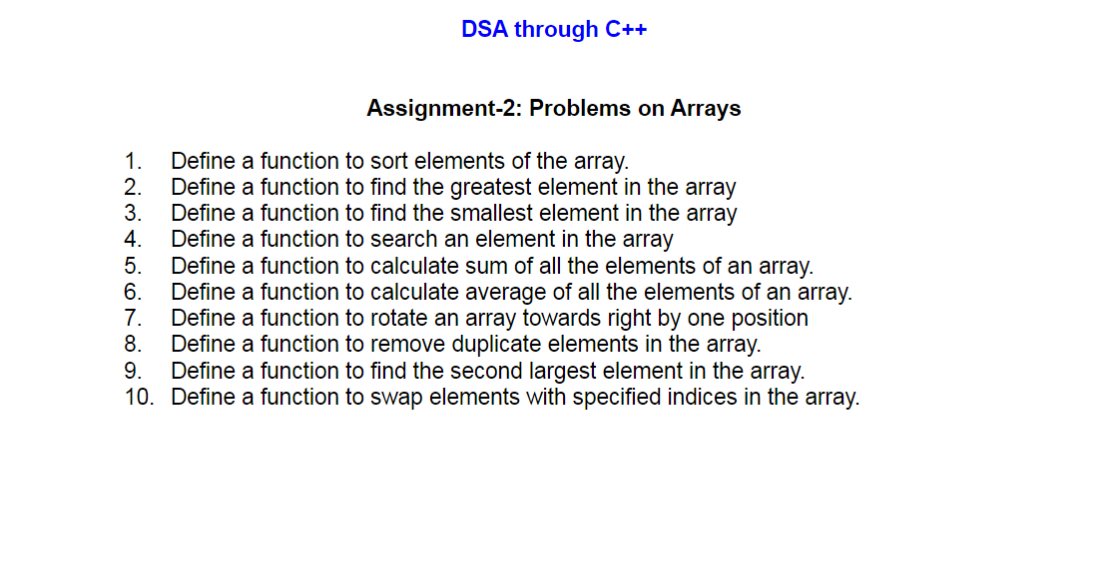 DSA through C++
Assignment-2: Problems on Arrays
1. Define a function to sort elements of the array.
2. Define a function to find the greatest element in the array
3. Define a function to find the smallest element in the array
4. Define a function to search an element in the array
5. Define a function to calculate sum of all the elements of an array.
6. Define a function to calculate average of all the elements of an array.
7. Define a function to rotate an array towards right by one position
8. Define a function to remove duplicate elements in the array.
9. Define a function to find the second largest element in the array.
10. Define a function to swap elements with specified indices in the array.